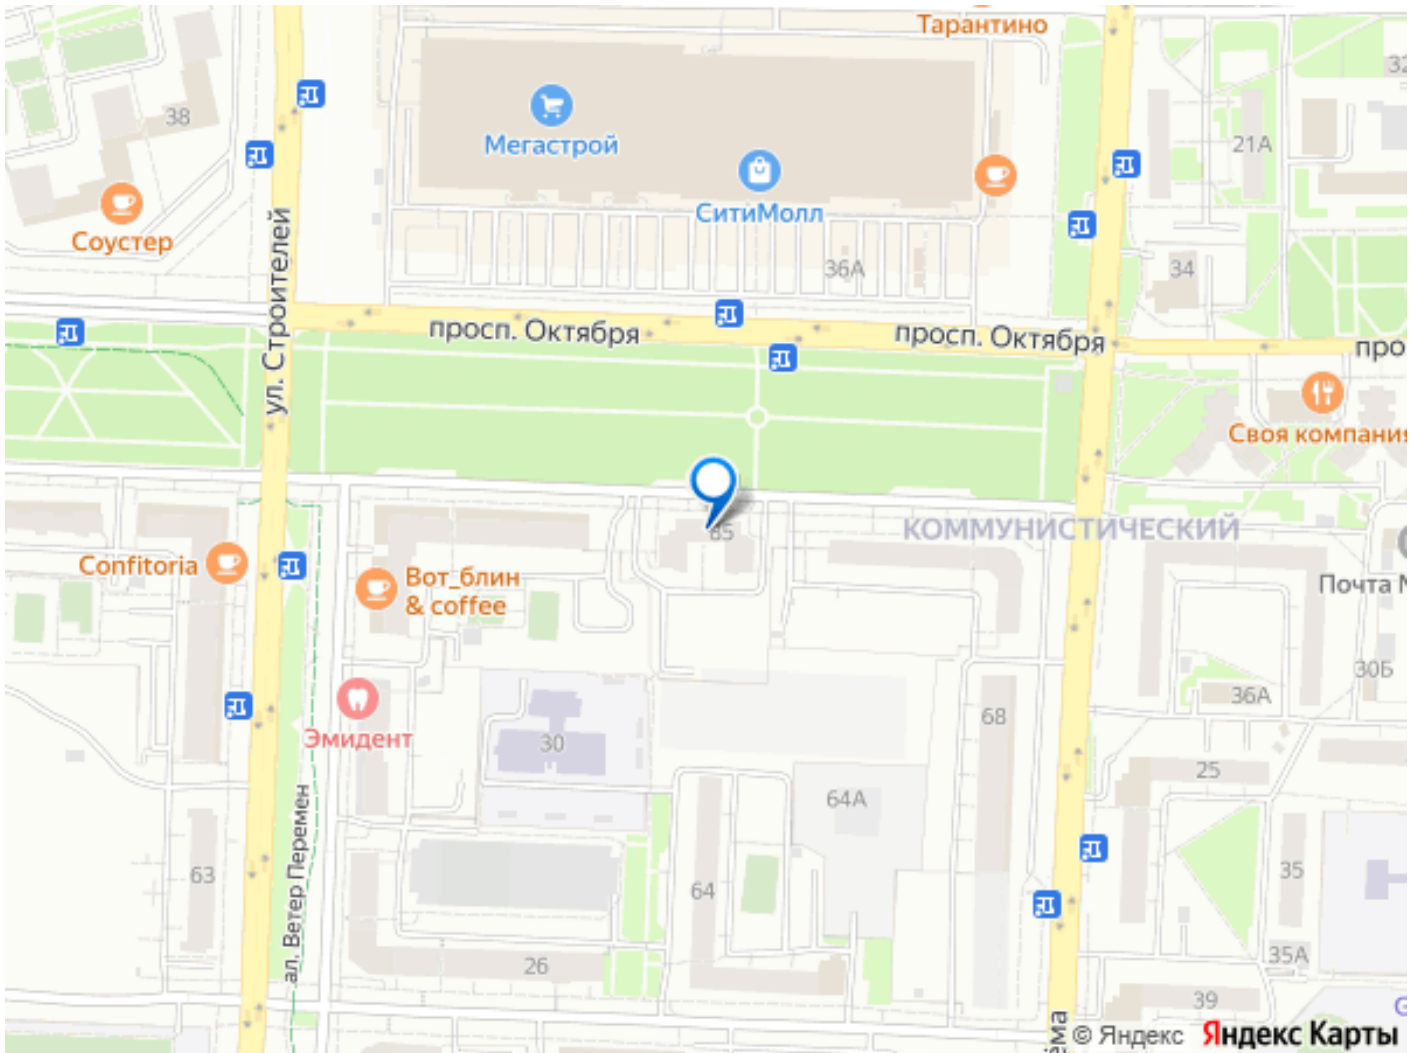 Тарантино
38
Мегастрой
21А
СитиМолл
Соустер
36А
34
ул. Строителей
просп. Октября
просп. Октября
Своя компания
КОММУНИСТИЧЕСКИЙ
Confitoria
Вот_блин
& coffee
Почта
30Б
36А
68
Эмидент
30
25
64А
ал. Ветер Перемен
63
64
35
26
35А
39
© Яндекс Яндекс Карты